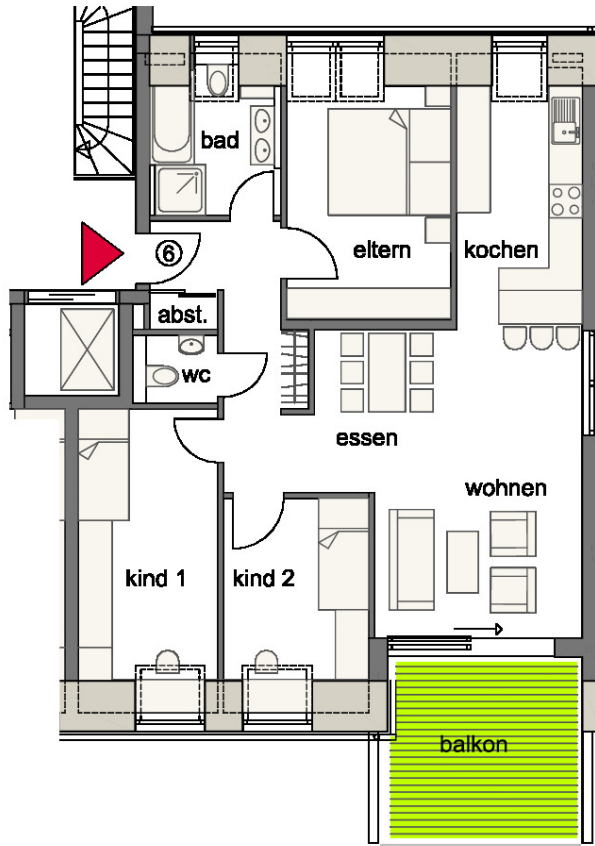 bad
eltern
kochen
6
abst.
wc
essen
wohnen
kind 1
kind 2
balkon